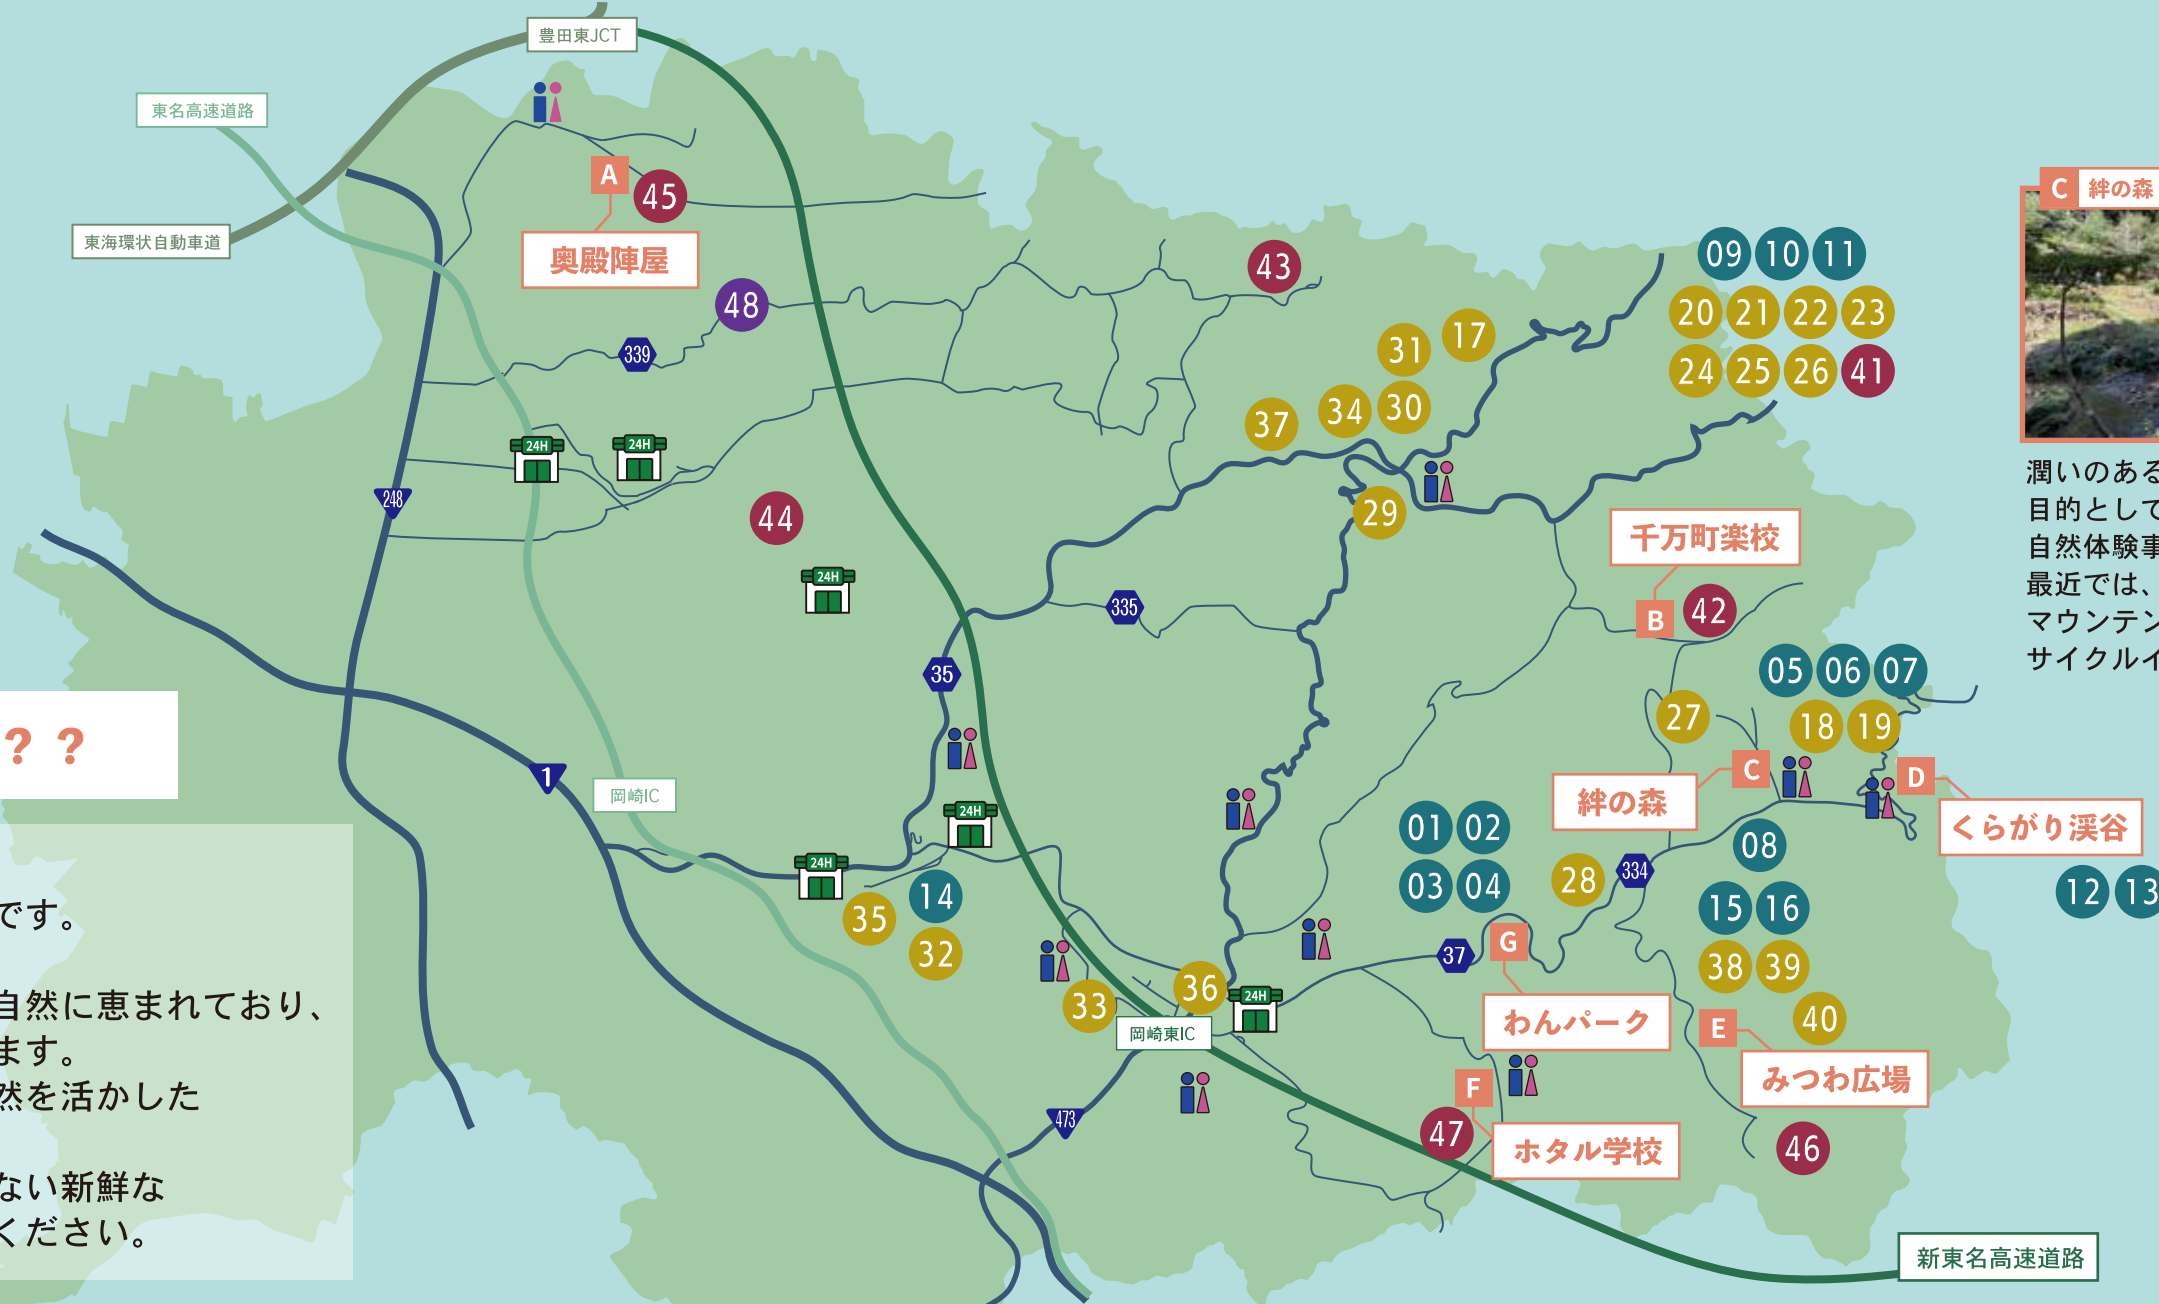 豊田東JCT
東名高速道路
東海環状自動車道
A
45
奥殿陣屋
48
339
43
31
17
34
30
37
29
09 10 11
20 21 22 23
24 25 26 41
C 絆の森
潤いのある
目的として
自然体験事
最近では、
マウンテン
サイクルイ
24H
24H
248
44
24H
335
35
千万町楽校
B
42
05 06 07
18 19
27
C
D
絆の森
くらがり渓谷
12 13
? ?
1
岡崎IC
24H
24H
35
14
32
33
36
24H
岡崎東IC
473
01 02
03 04
28
334
08
15 16
38 39
40
37
G
わんパーク
E
みつわ広場
F
47
ホタル学校
46
新東名高速道路
です。
自然に恵まれており、
ます。
然を活かした
ない新鮮な
ください。